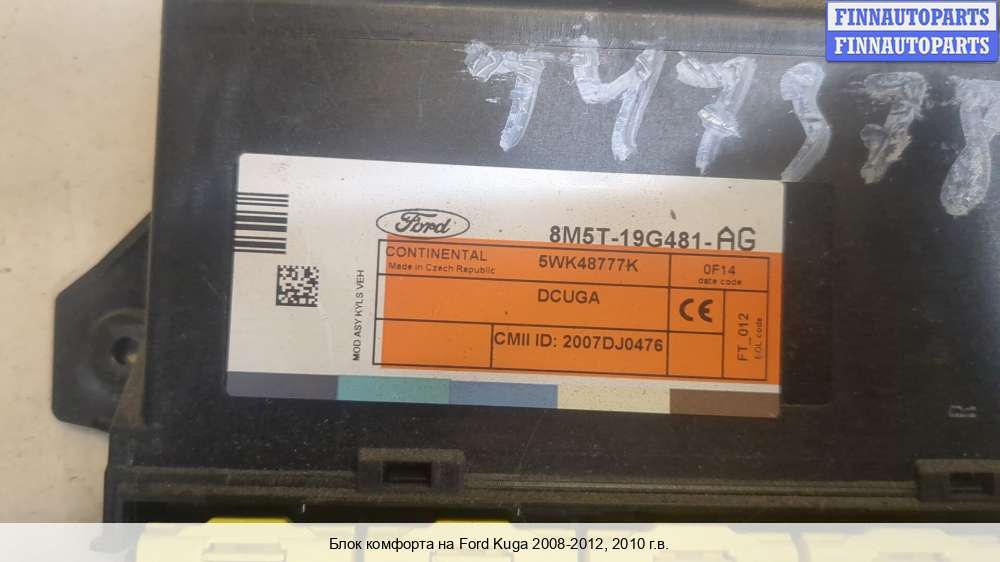 FINNAUTOPARTS
FINNAUTOPARTS
Ford
8M5T-19G481-AG
CONTINENTAL
Made in Czech Republic
5WK48777K
0F14
date code
DCUGA
CMII ID: 2007DJ0476
FT_012
EOL code
MOD ASY KYLS VEH
Блок комфорта на Ford Kuga 2008-2012, 2010 г.в.